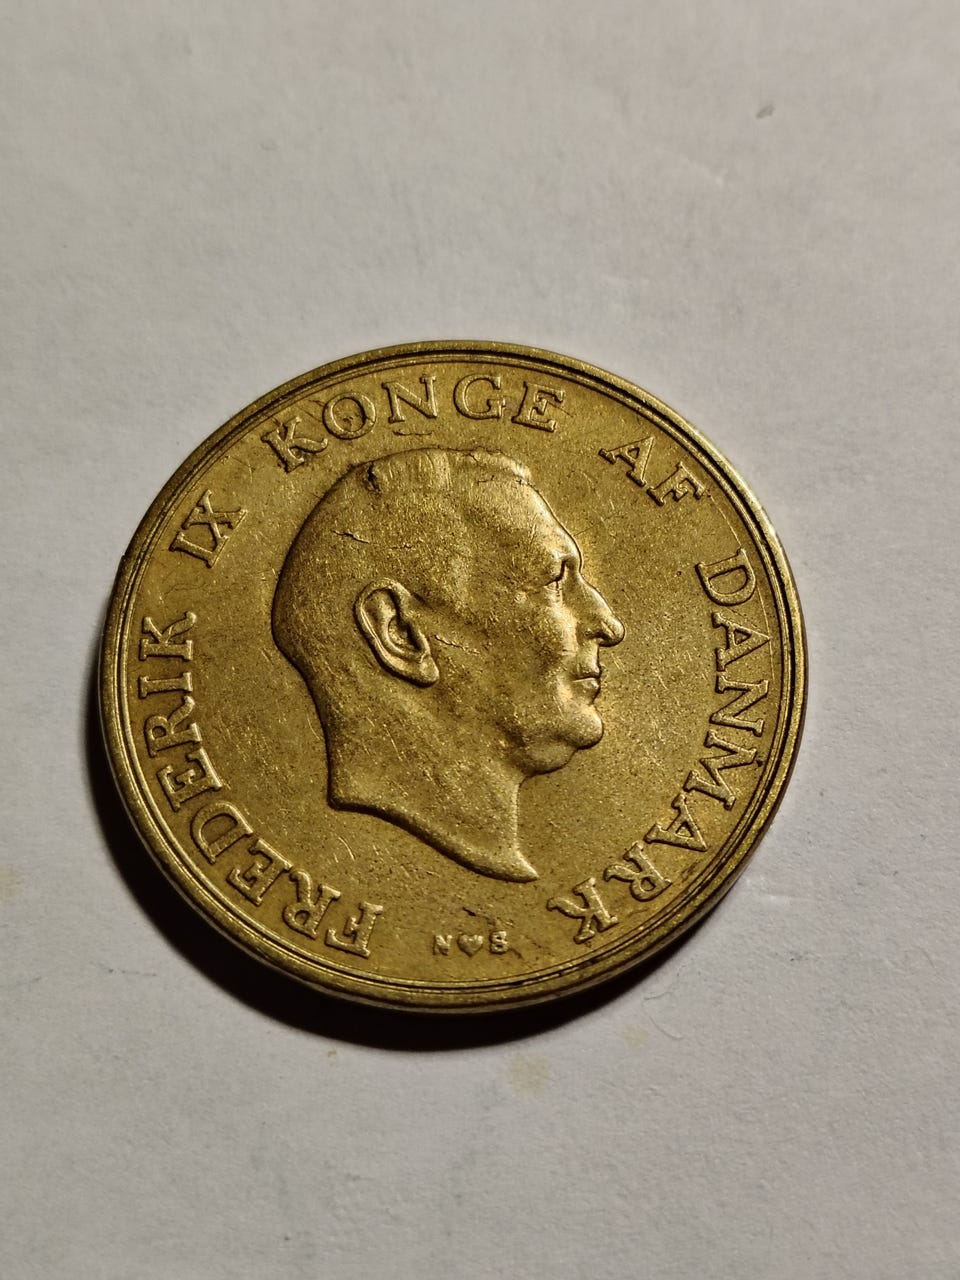 FREDERIK IX KONGE AF DANMARK
N♥S